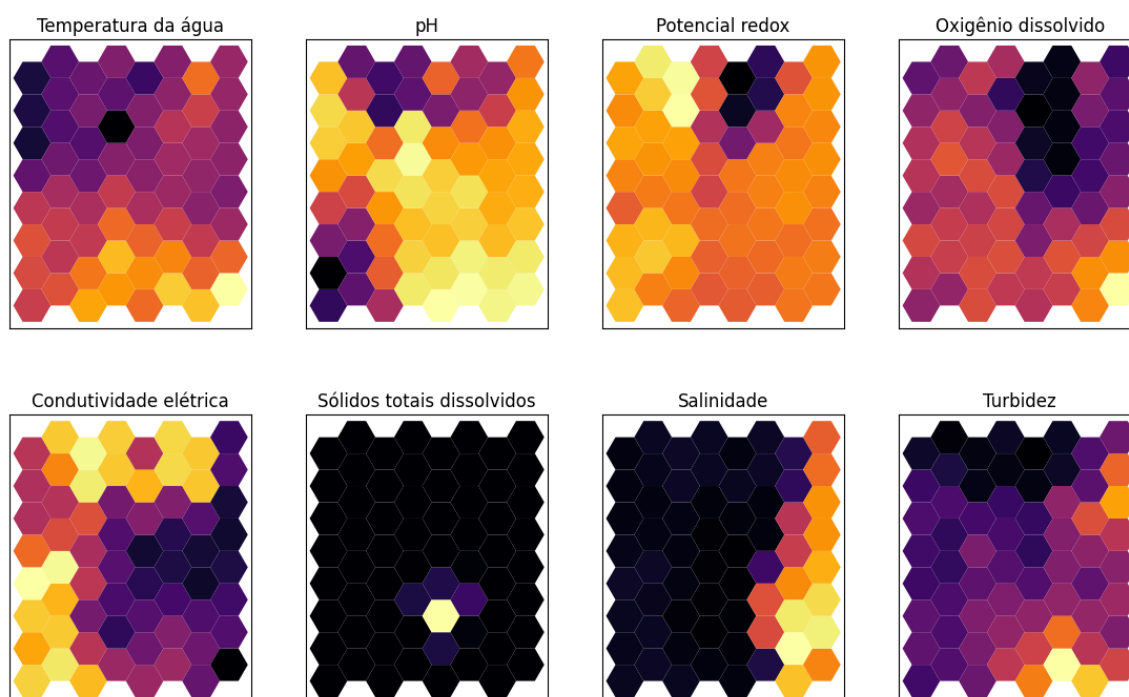 Temperatura da água
pH
Potencial redox
Oxigênio dissolvido
Condutividade elétrica
Sólidos totais dissolvidos
Salinidade
Turbidez